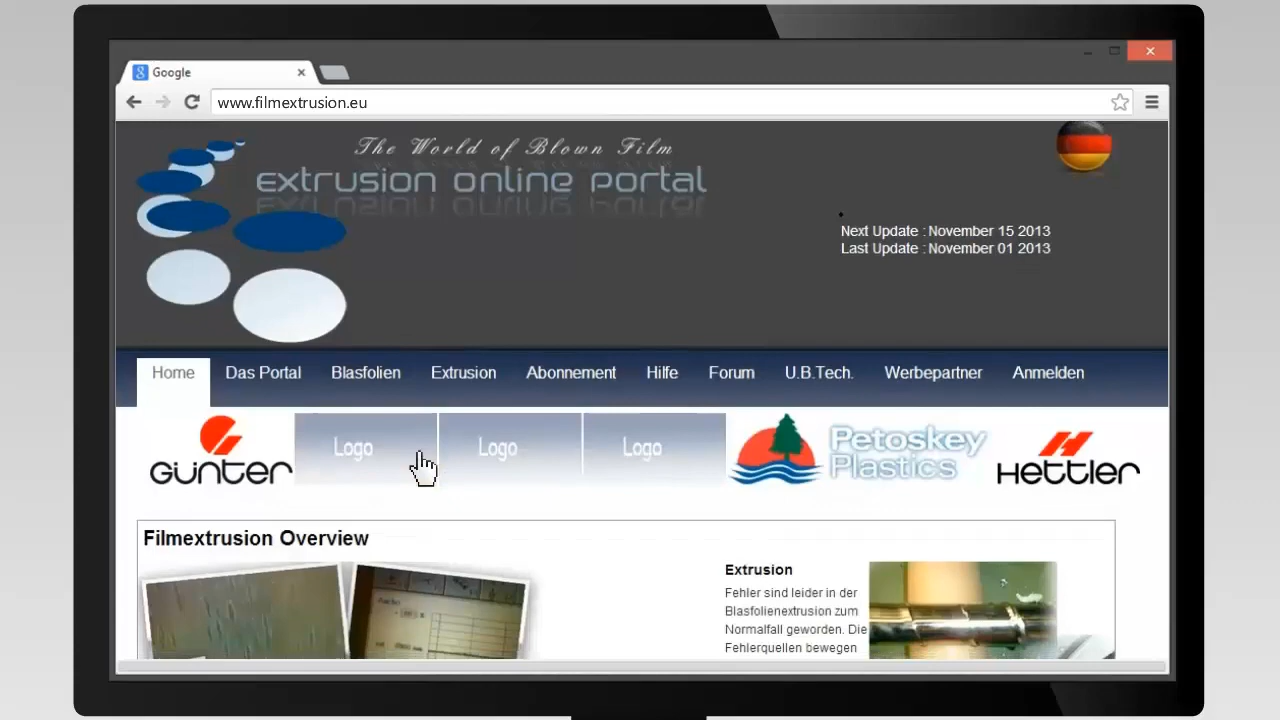 Google
www.filmextrusion.eu
The World of Blown Film
extrusion online portal
Next Update : November 15 2013
Last Update : November 01 2013
Home Das Portal Blasfolien Extrusion Abonnement Hilfe Forum U.B.Tech. Werbepartner Anmelden
GÜNTER Logo Logo Logo Petoskey Plastics HETTLER
Filmextrusion Overview
Extrusion
Fehler sind leider in der
Blasfolienextrusion zum
Normalfall geworden. Die
Fehlerquellen bewegen